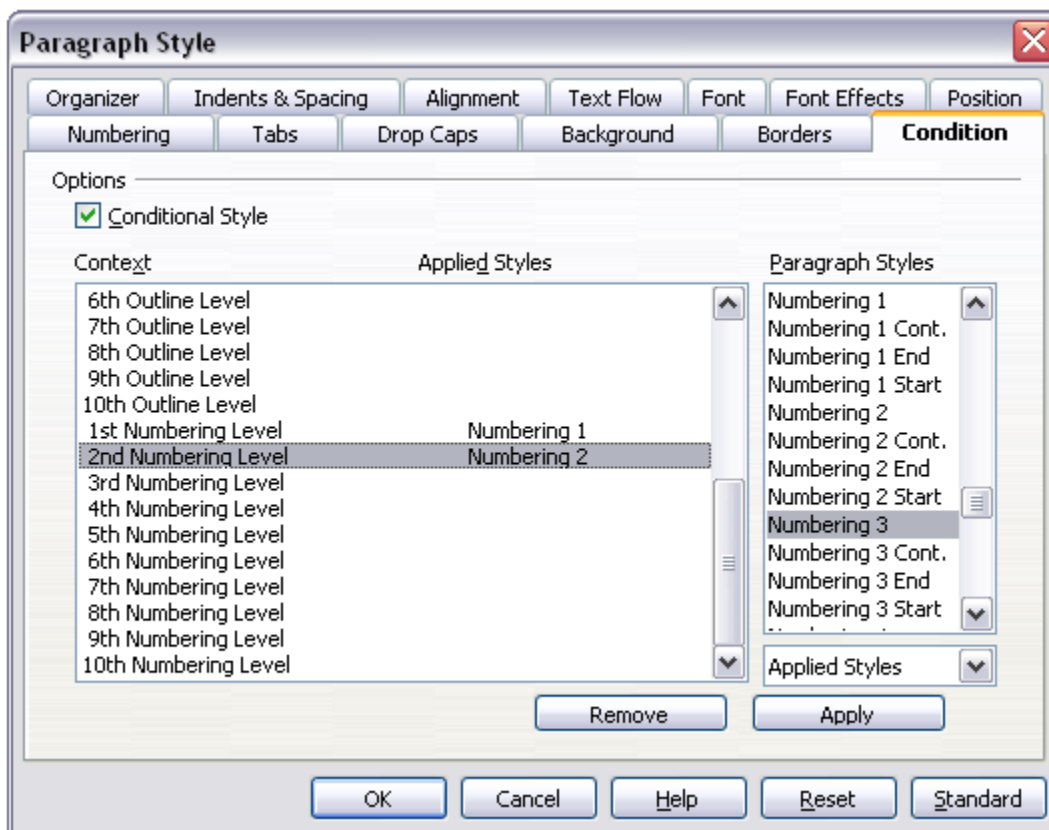 Paragraph Style
Organizer Indents & Spacing Alignment Text Flow Font Font Effects Position
Numbering Tabs Drop Caps Background Borders Condition
Options
Conditional Style
Context Applied Styles
6th Outline Level
7th Outline Level
8th Outline Level
9th Outline Level
10th Outline Level
1st Numbering Level Numbering 1
2nd Numbering Level Numbering 2
3rd Numbering Level
4th Numbering Level
5th Numbering Level
6th Numbering Level
7th Numbering Level
8th Numbering Level
9th Numbering Level
10th Numbering Level
Paragraph Styles
Numbering 1
Numbering 1 Cont.
Numbering 1 End
Numbering 1 Start
Numbering 2
Numbering 2 Cont.
Numbering 2 End
Numbering 2 Start
Numbering 3
Numbering 3 Cont.
Numbering 3 End
Numbering 3 Start
Applied Styles
Remove Apply
OK Cancel Help Reset Standard